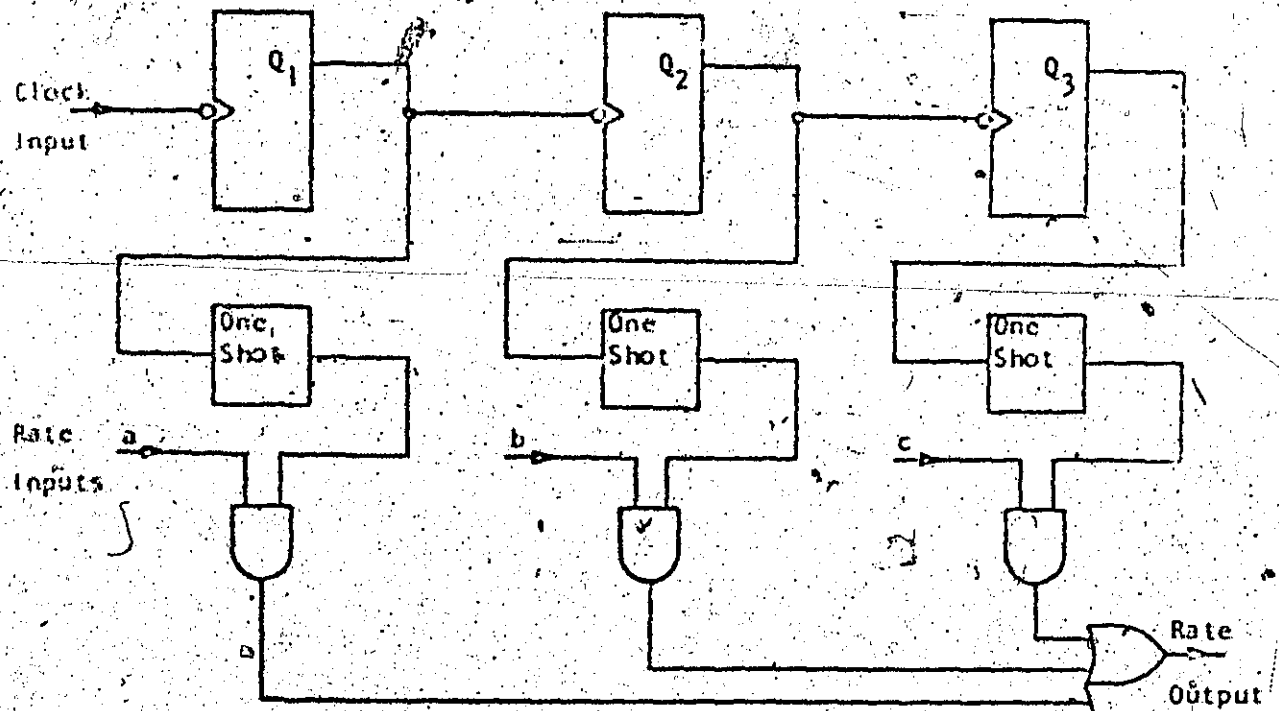 Q1
Q2
Q3
Clock
Input
One
Shot
One
Shot
One
Shot
Rate
Inputs
a
b
c
Rate
Output